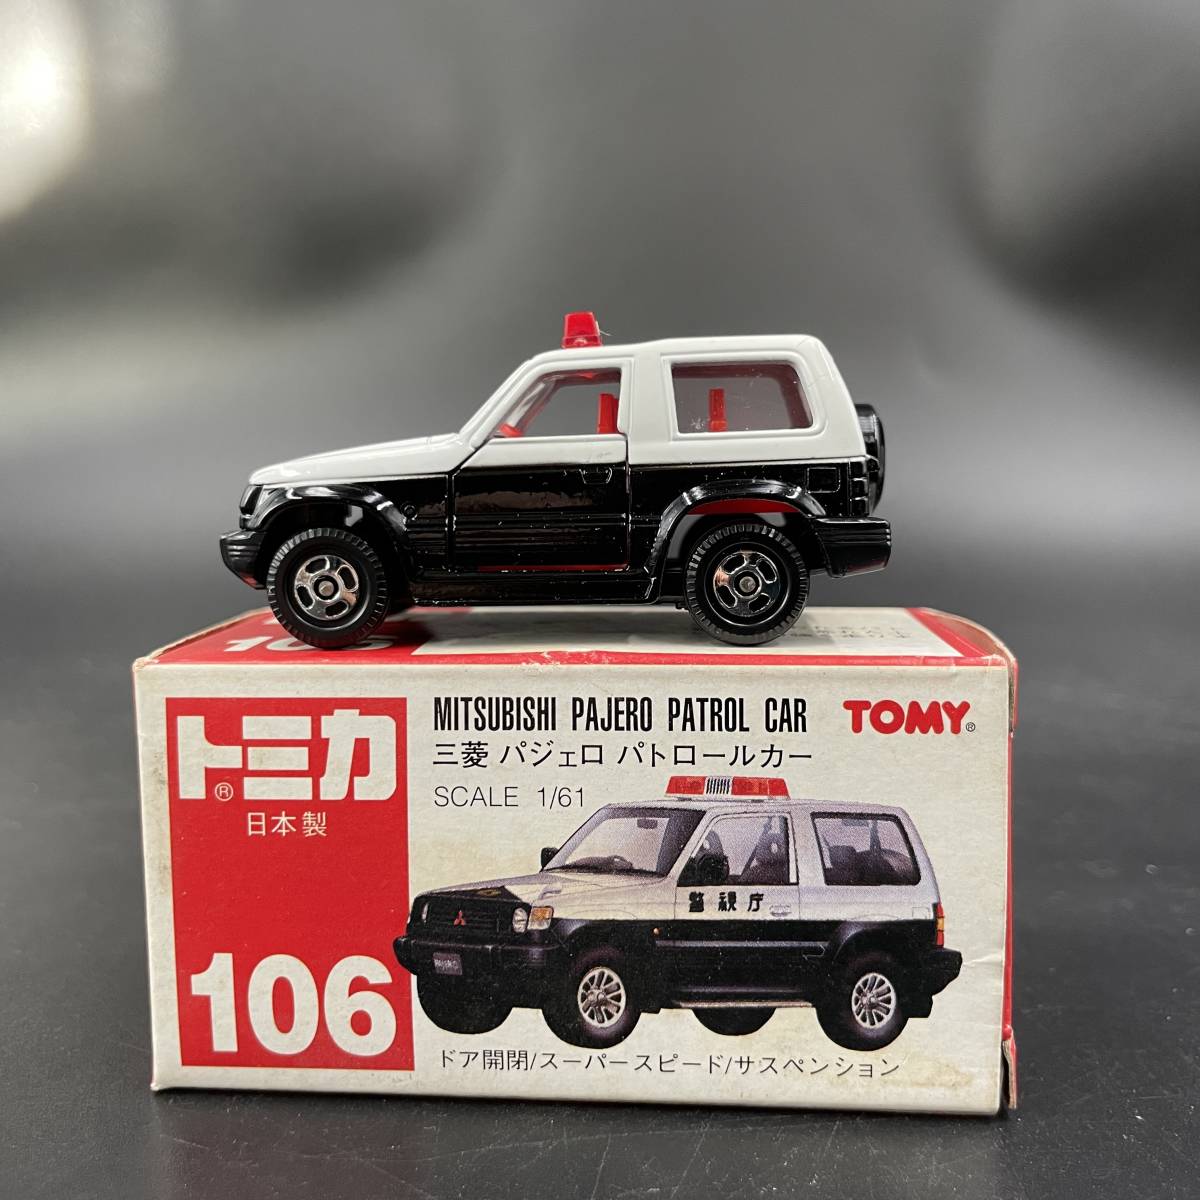 106
トミカ®
日本製
106
MITSUBISHI PAJERO PATROL CAR
TOMY®
三菱 パジェロ パトロールカー
SCALE 1/61
警視庁
ドア開閉/スーパースピード/サスペンション